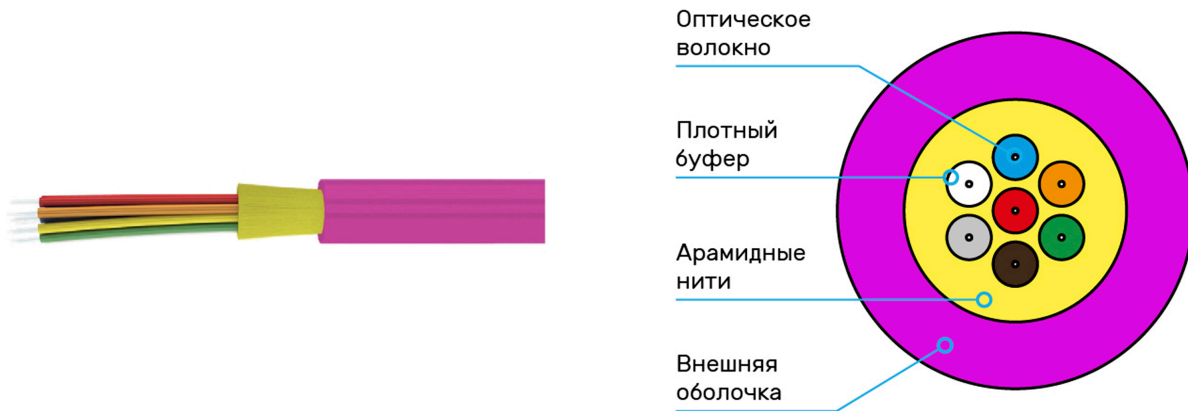 Оптическое
волокно
Плотный
буфер
Арамидные
нити
Внешняя
оболочка